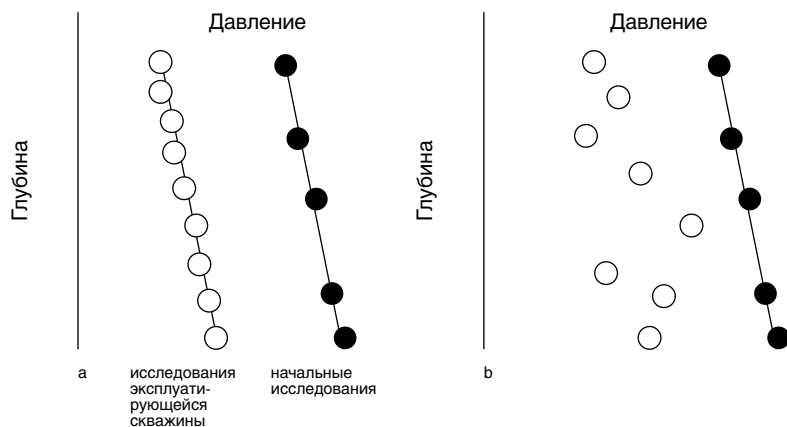 Давление
Давление
Глубина
Глубина
a
исследования
эксплуати-
рующейся
скважины
начальные
исследования
b